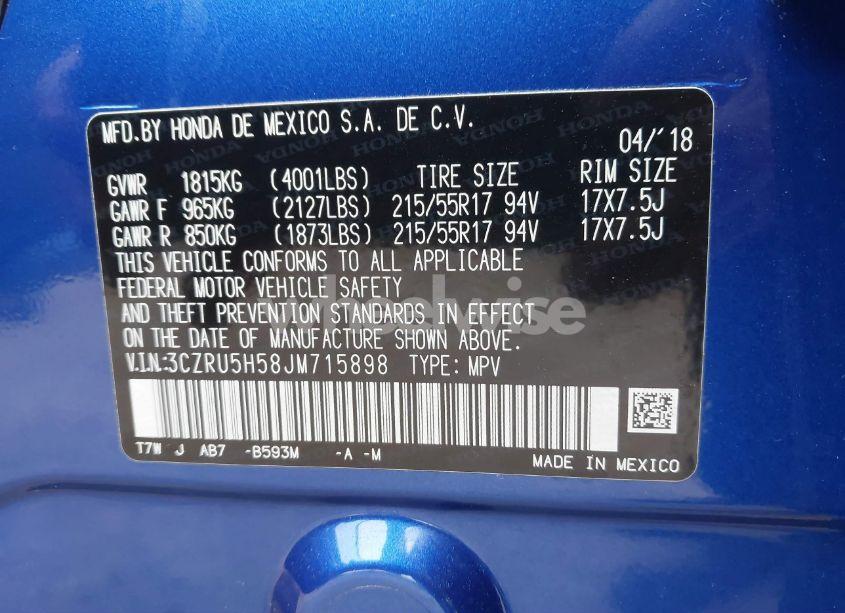 MFD.BY HONDA DE MEXICO S.A. DE C.V.
04/'18
GVWR 1815KG (4001LBS) TIRE SIZE RIM SIZE
GAWR F 965KG (2127LBS) 215/55R17 94V 17X7.5J
GAWR R 850KG (1873LBS) 215/55R17 94V 17X7.5J
THIS VEHICLE CONFORMS TO ALL APPLICABLE
FEDERAL MOTOR VEHICLE SAFETY
AND THEFT PREVENTION STANDARDS IN EFFECT
ON THE DATE OF MANUFACTURE SHOWN ABOVE.
V.I.N.:3CZRU5H58JM715898 TYPE: MPV
T7W J AB7 -B593M -A -M
MADE IN MEXICO
wheelwise